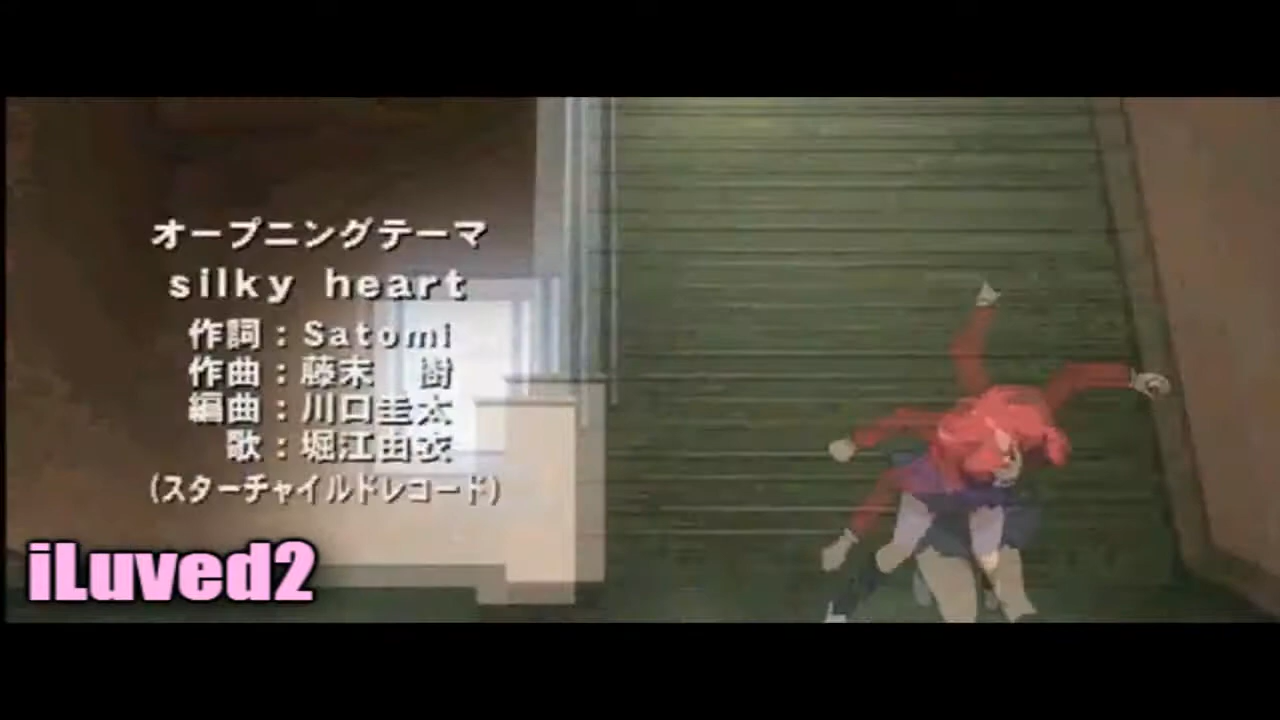 オープニングテーマ
silky heart
作詞：Satomi
作曲：藤末　樹
編曲：川口圭太
歌：堀江由衣
(スターチャイルドレコード)
iLuved2